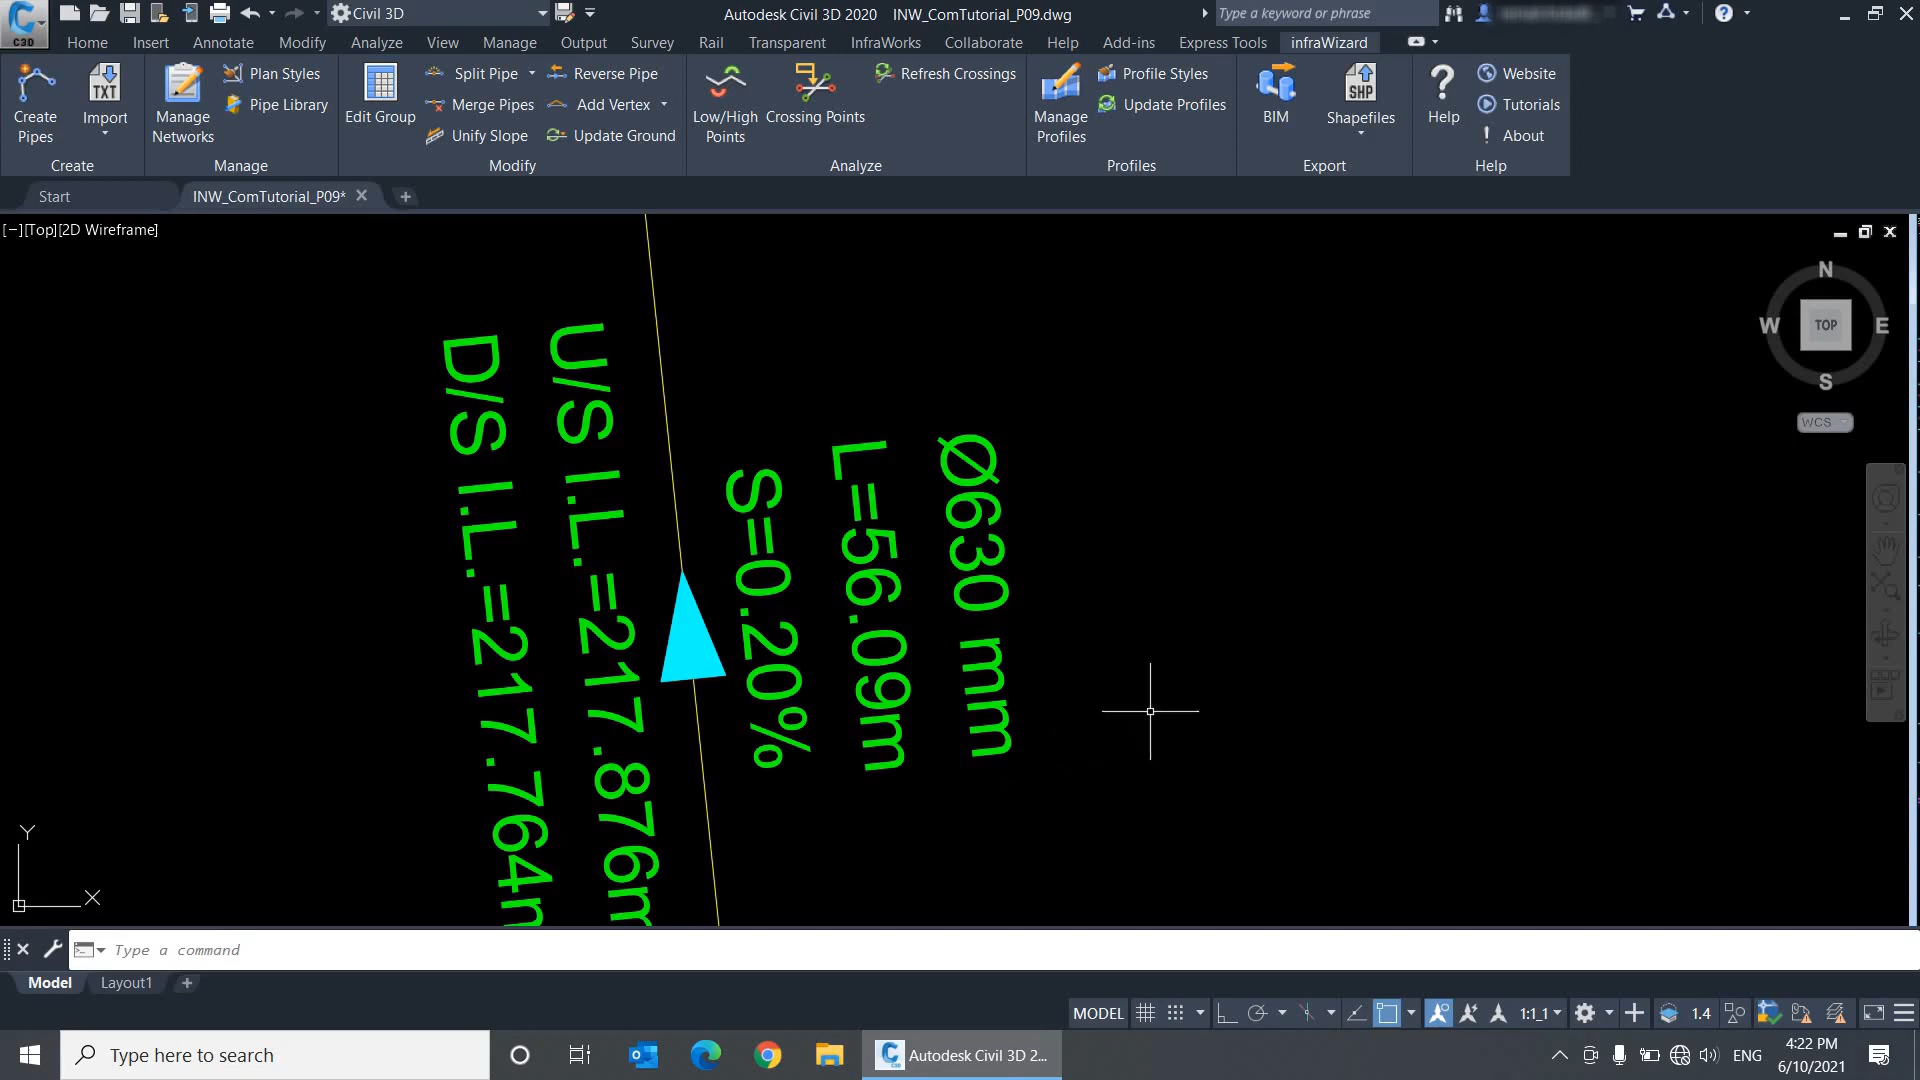 C3D
Civil 3D
Autodesk Civil 3D 2020 INW_ComTutorial_P09.dwg
Type a keyword or phrase
Home Insert Annotate Modify Analyze View Manage Output Survey Rail Transparent InfraWorks Collaborate Help Add-ins Express Tools infraWizard
Create Pipes
TXT
Import
Create
Manage Networks
Plan Styles
Pipe Library
Manage
Edit Group
Split Pipe
Merge Pipes
Unify Slope
Reverse Pipe
Add Vertex
Update Ground
Modify
Low/High Points
Crossing Points
Refresh Crossings
Analyze
Manage Profiles
Profile Styles
Update Profiles
Profiles
BIM
SHP
Shapefiles
Export
Help
Website
Tutorials
About
Help
Start
INW_ComTutorial_P09*
[−][Top][2D Wireframe]
N
W TOP E
S
WCS
Ø630 mm
L=56.09m
S=0.20%
U/S I.L.=217.876m
D/S I.L.=217.764m
Y
X
Type a command
Model Layout1
MODEL 1:1_1 1.4
Type here to search
Autodesk Civil 3D 2...
ENG
4:22 PM
6/10/2021